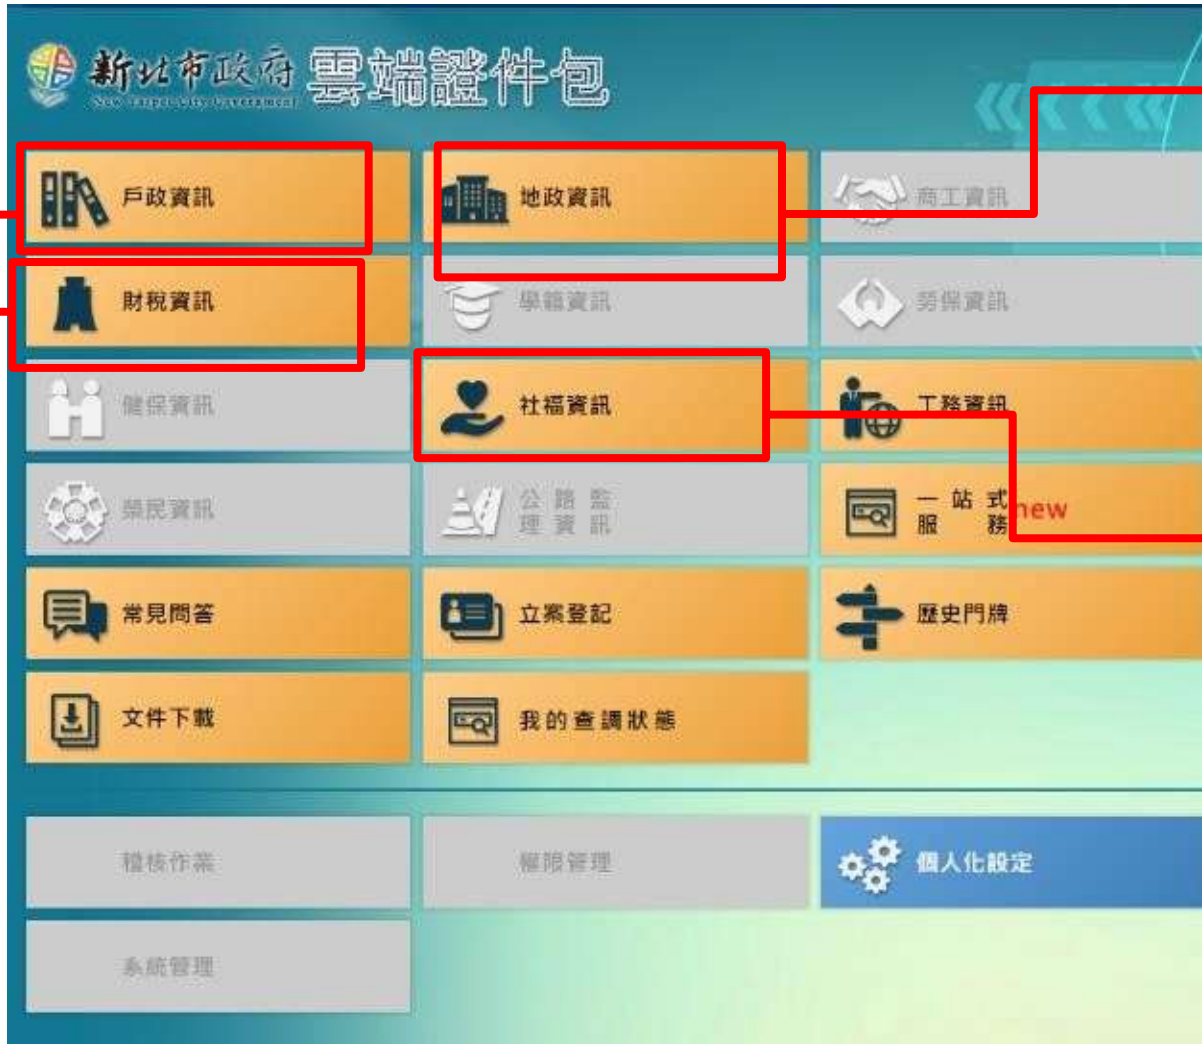 新北市政府 雲端證件包
New Taipei City Government
戶政資訊
地政資訊
商工資訊
財稅資訊
學籍資訊
勞保資訊
健保資訊
社福資訊
工務資訊
榮民資訊
公路監
理資訊
一站式
服務
new
常見問答
立案登記
歷史門牌
文件下載
我的查調狀態
稽核作業
權限管理
個人化設定
系統管理